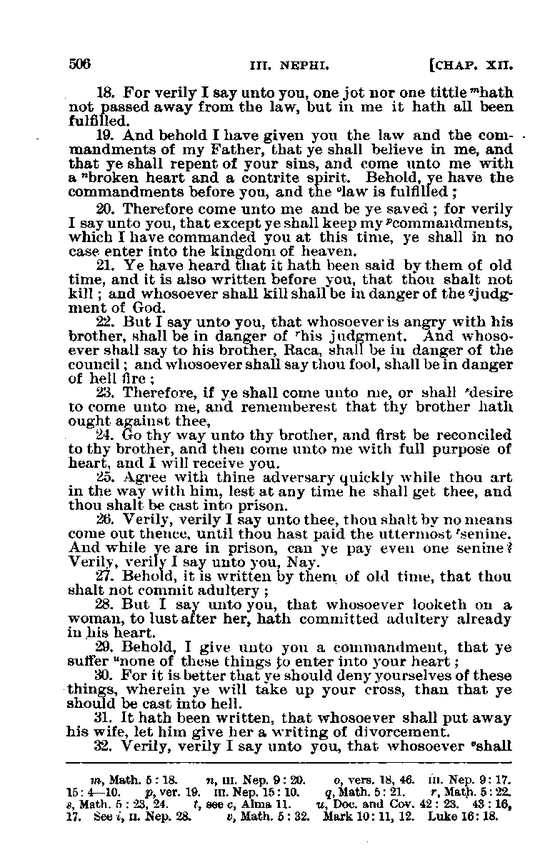 506 III. NEPHI. [CHAP. XII.
18. For verily I say unto you, one jot nor one tittle ᵐhath
not passed away from the law, but in me it hath all been
fulfilled.
19. And behold I have given you the law and the com-
mandments of my Father, that ye shall believe in me, and
that ye shall repent of your sins, and come unto me with
a ⁿbroken heart and a contrite spirit. Behold, ye have the
commandments before you, and the ᵒlaw is fulfilled ;
20. Therefore come unto me and be ye saved ; for verily
I say unto you, that except ye shall keep my ᵖcommandments,
which I have commanded you at this time, ye shall in no
case enter into the kingdom of heaven.
21. Ye have heard that it hath been said by them of old
time, and it is also written before you, that thou shalt not
kill ; and whosoever shall kill shall be in danger of the qjudg-
ment of God.
22. But I say unto you, that whosoever is angry with his
brother, shall be in danger of ʳhis judgment. And whoso-
ever shall say to his brother, Raca, shall be in danger of the
council ; and whosoever shall say thou fool, shall be in danger
of hell fire ;
23. Therefore, if ye shall come unto me, or shall ˢdesire
to come unto me, and rememberest that thy brother hath
ought against thee,
24. Go thy way unto thy brother, and first be reconciled
to thy brother, and then come unto me with full purpose of
heart, and I will receive you.
25. Agree with thine adversary quickly while thou art
in the way with him, lest at any time he shall get thee, and
thou shalt be cast into prison.
26. Verily, verily I say unto thee, thou shalt by no means
come out thence, until thou hast paid the uttermost ᵗsenine.
And while ye are in prison, can ye pay even one senine?
Verily, verily I say unto you, Nay.
27. Behold, it is written by them of old time, that thou
shalt not commit adultery ;
28. But I say unto you, that whosoever looketh on a
woman, to lust after her, hath committed adultery already
in his heart.
29. Behold, I give unto you a commandment, that ye
suffer ᵘnone of these things to enter into your heart ;
30. For it is better that ye should deny yourselves of these
things, wherein ye will take up your cross, than that ye
should be cast into hell.
31. It hath been written, that whosoever shall put away
his wife, let him give her a writing of divorcement.
32. Verily, verily I say unto you, that whosoever ᵛshall
m, Math. 5 : 18. n, III. Nep. 9 : 20. o, vers. 18, 46. III. Nep. 9 : 17.
15 : 4—10. p, ver. 19. III. Nep. 15 : 10. q, Math. 5 : 21. r, Math. 5 : 22.
s, Math. 5 : 23, 24. t, see c, Alma 11. u, Doc. and Cov. 42 : 23. 43 : 16,
17. See i, II. Nep. 28. v, Math. 5 : 32. Mark 10 : 11, 12. Luke 16 : 18.